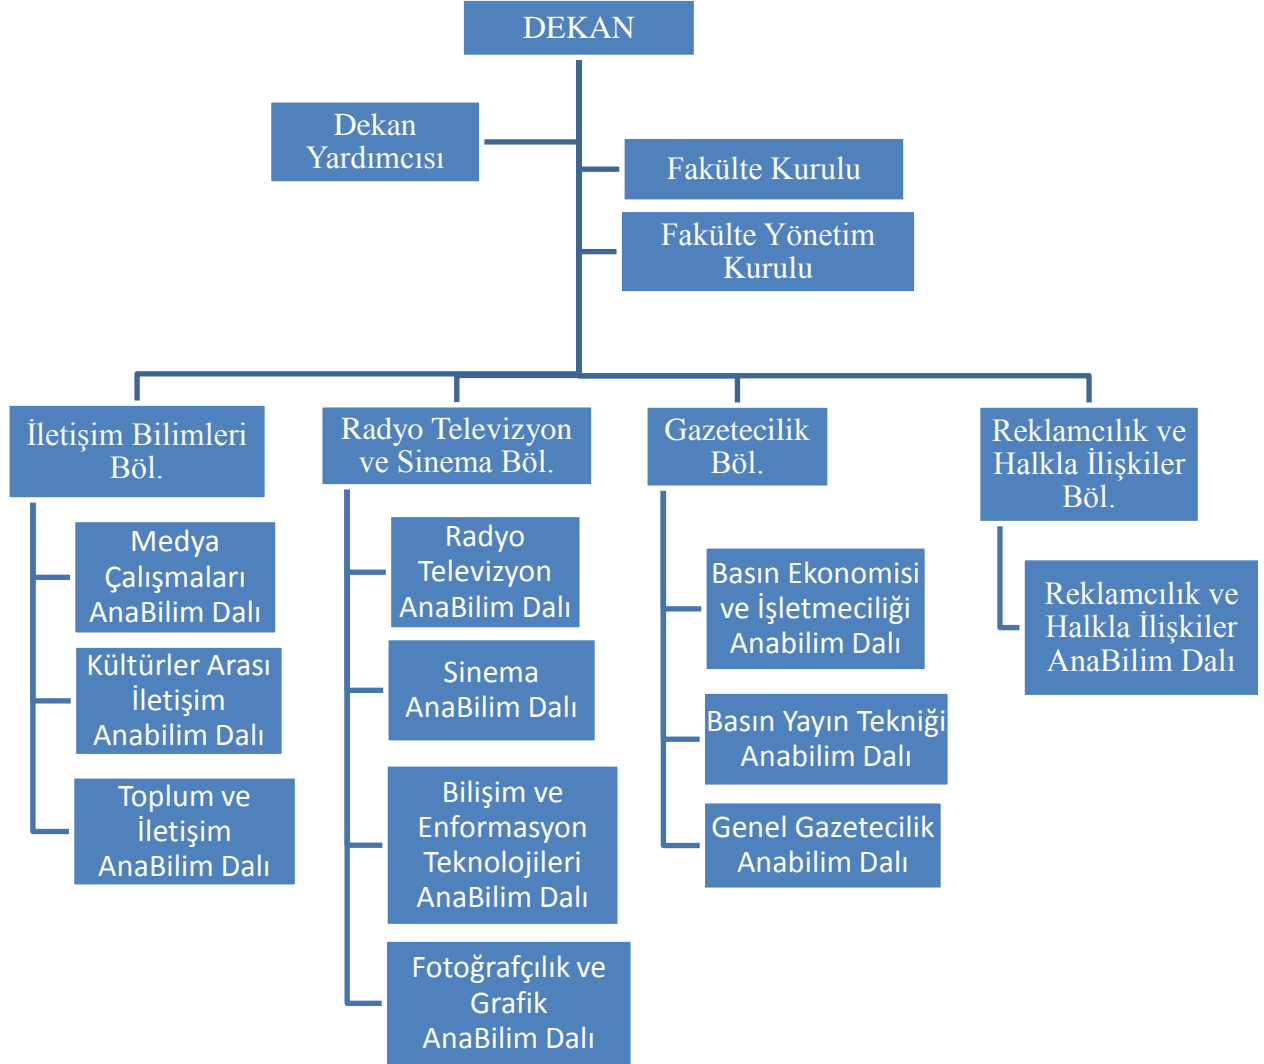 DEKAN
Dekan
Yardımcısı
Fakülte Kurulu
Fakülte Yönetim
Kurulu
İletişim Bilimleri
Böl.
Medya
Çalışmaları
AnaBilim Dalı
Kültürler Arası
İletişim
Anabilim Dalı
Toplum ve
İletişim
AnaBilim Dalı
Radyo Televizyon
ve Sinema Böl.
Radyo
Televizyon
AnaBilim Dalı
Sinema
AnaBilim Dalı
Bilişim ve
Enformasyon
Teknolojileri
AnaBilim Dalı
Fotoğrafçılık ve
Grafik
AnaBilim Dalı
Gazetecilik
Böl.
Basın Ekonomisi
ve İşletmeciliği
Anabilim Dalı
Basın Yayın Tekniği
Anabilim Dalı
Genel Gazetecilik
Anabilim Dalı
Reklamcılık ve
Halkla İlişkiler
Böl.
Reklamcılık ve
Halkla İlişkiler
AnaBilim Dalı